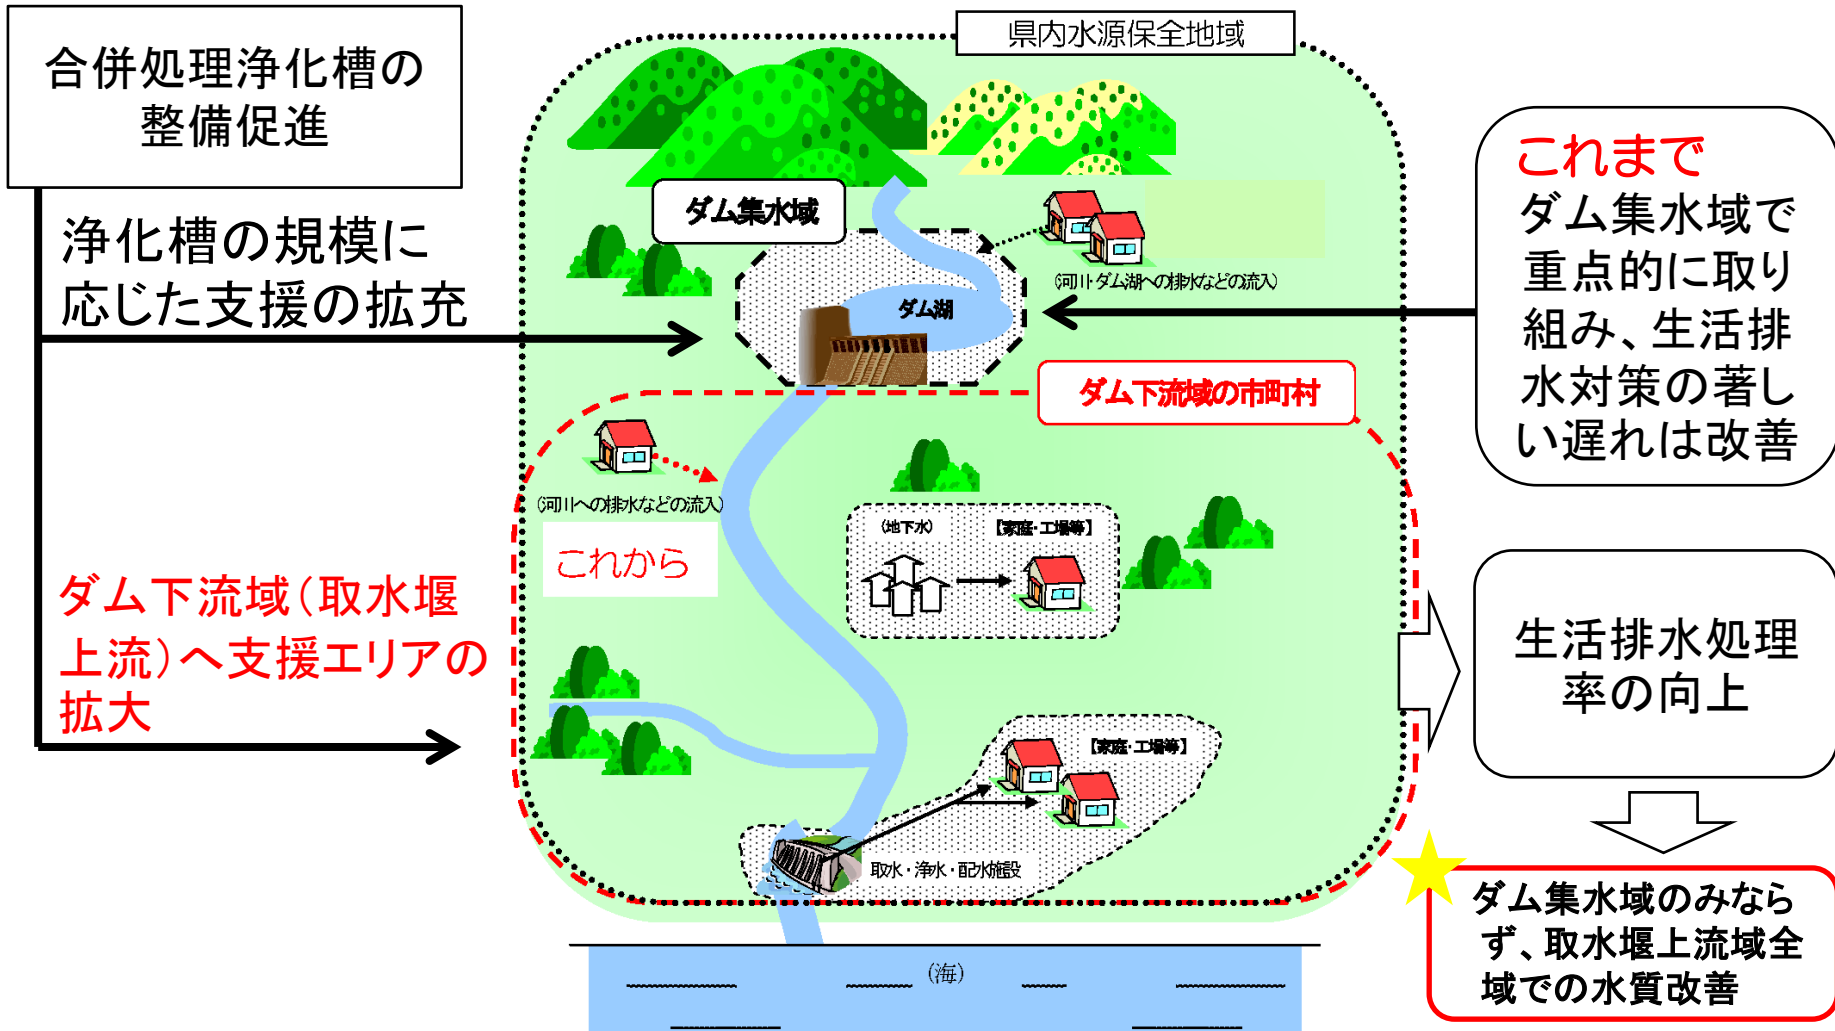 合併処理浄化槽の
整備促進
浄化槽の規模に
応じた支援の拡充
ダム下流域（取水堰
上流）へ支援エリアの
拡大
県内水源保全地域
ダム集水域
（河川・ダム湖への排水などの流入）
ダム湖
ダム下流域の市町村
（河川への排水などの流入）
これから
（地下水）
【家庭・工場等】
【家庭・工場等】
取水・浄水・配水施設
（海）
これまで
ダム集水域で
重点的に取り
組み、生活排
水対策の著し
い遅れは改善
生活排水処理
率の向上
ダム集水域のみなら
ず、取水堰上流域全
域での水質改善